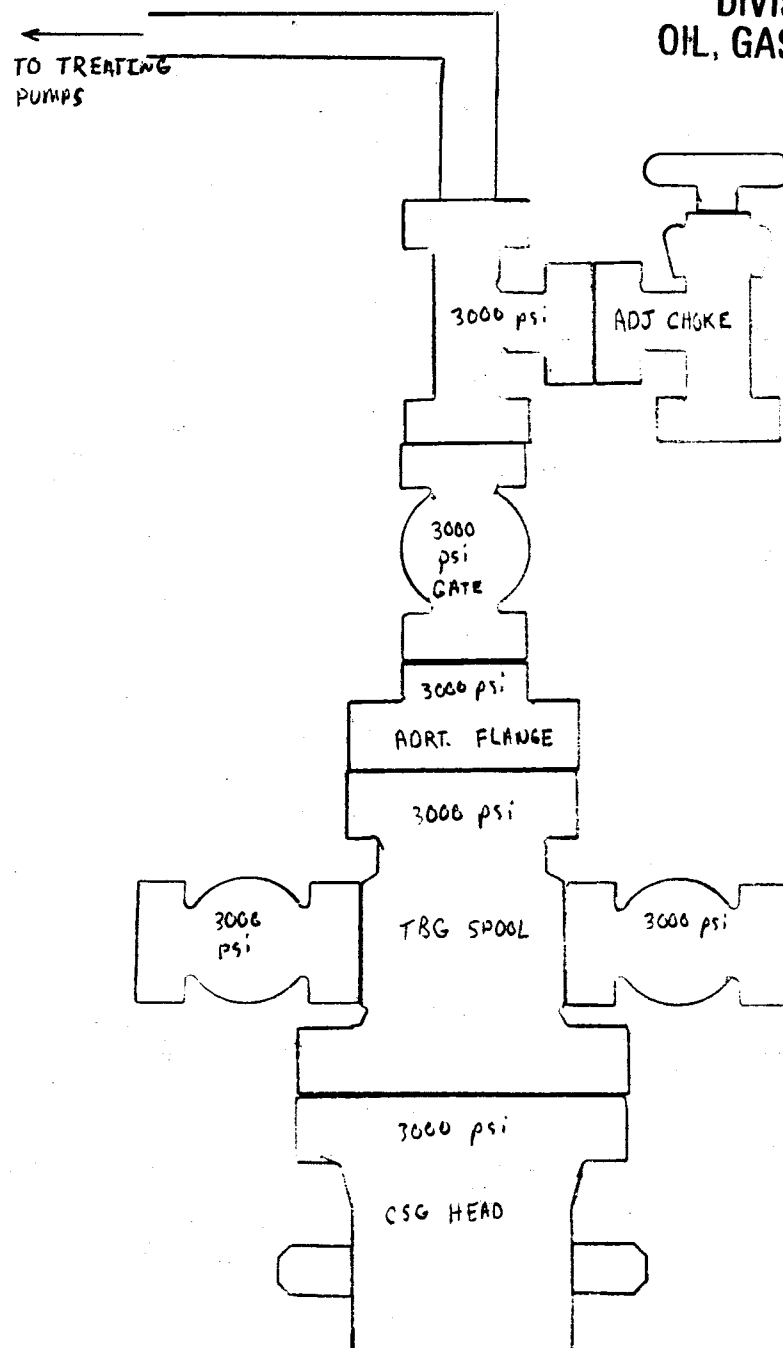 OIL, GAS
TO TREATING
PUMPS
3000 psi
ADJ CHOKE
3000
psi
GATE
3000 psi
ADRT. FLANGE
3000 psi
3000
psi
TBG SPOOL
3000 psi
3000 psi
CSG HEAD